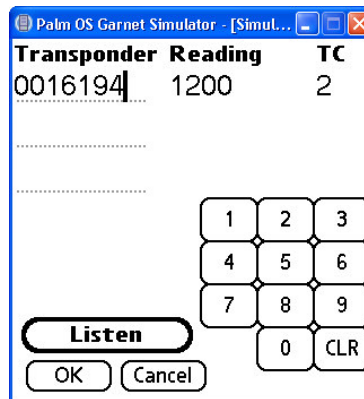 Palm OS Garnet Simulator - [Simul...
Transponder Reading TC
0016194 1200 2
1 2 3
4 5 6
7 8 9
Listen
0 CLR
OK Cancel